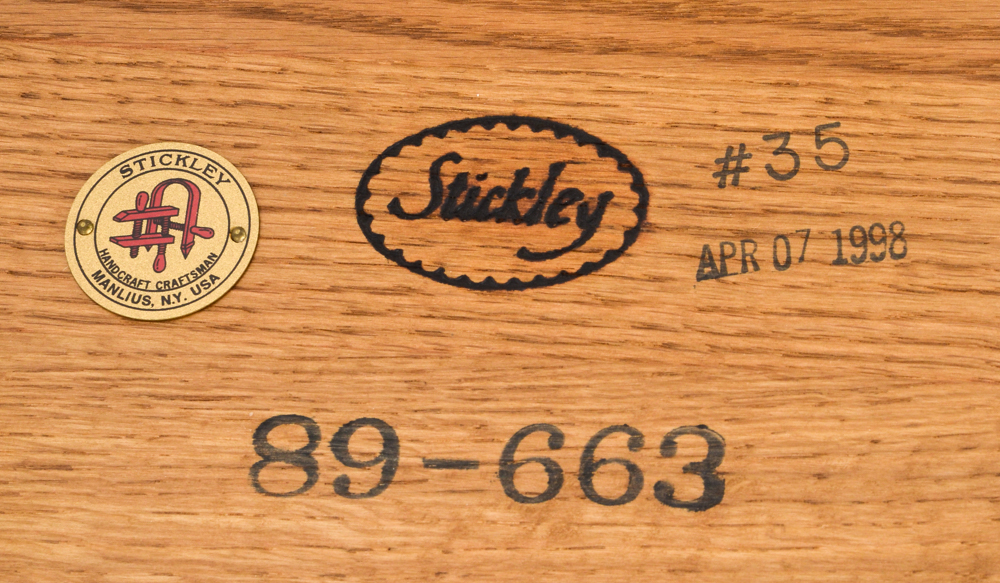 STICKLEY
HANDCRAFT CRAFTSMAN
MANLIUS, N.Y. USA
Stickley
#35
APR 07 1998
89-663